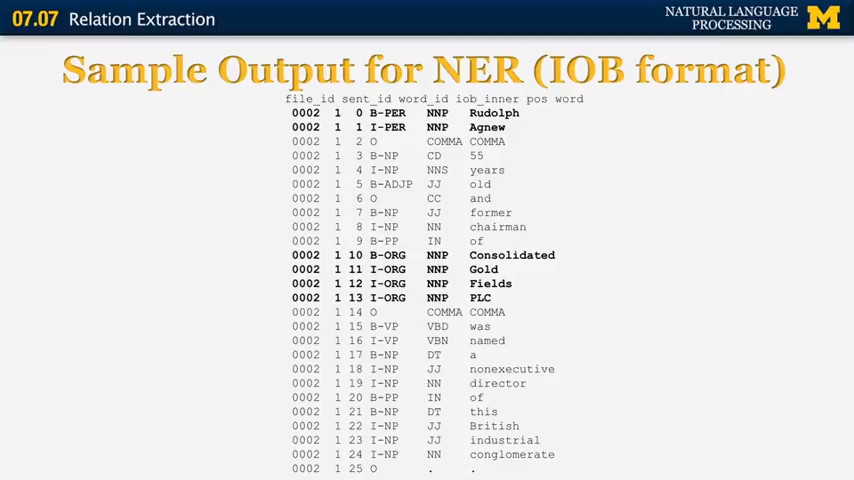 07.07 Relation Extraction
NATURAL LANGUAGE
PROCESSING
M
Sample Output for NER (IOB format)
file_id sent_id word_id iob_inner pos word
0002 1 0 B-PER NNP Rudolph
0002 1 1 I-PER NNP Agnew
0002 1 2 O COMMA COMMA
0002 1 3 B-NP CD 55
0002 1 4 I-NP NNS years
0002 1 5 B-ADJP JJ old
0002 1 6 O CC and
0002 1 7 B-NP JJ former
0002 1 8 I-NP NN chairman
0002 1 9 B-PP IN of
0002 1 10 B-ORG NNP Consolidated
0002 1 11 I-ORG NNP Gold
0002 1 12 I-ORG NNP Fields
0002 1 13 I-ORG NNP PLC
0002 1 14 O COMMA COMMA
0002 1 15 B-VP VBD was
0002 1 16 I-VP VBN named
0002 1 17 B-NP DT a
0002 1 18 I-NP JJ nonexecutive
0002 1 19 I-NP NN director
0002 1 20 B-PP IN of
0002 1 21 B-NP DT this
0002 1 22 I-NP JJ British
0002 1 23 I-NP JJ industrial
0002 1 24 I-NP NN conglomerate
0002 1 25 O . .